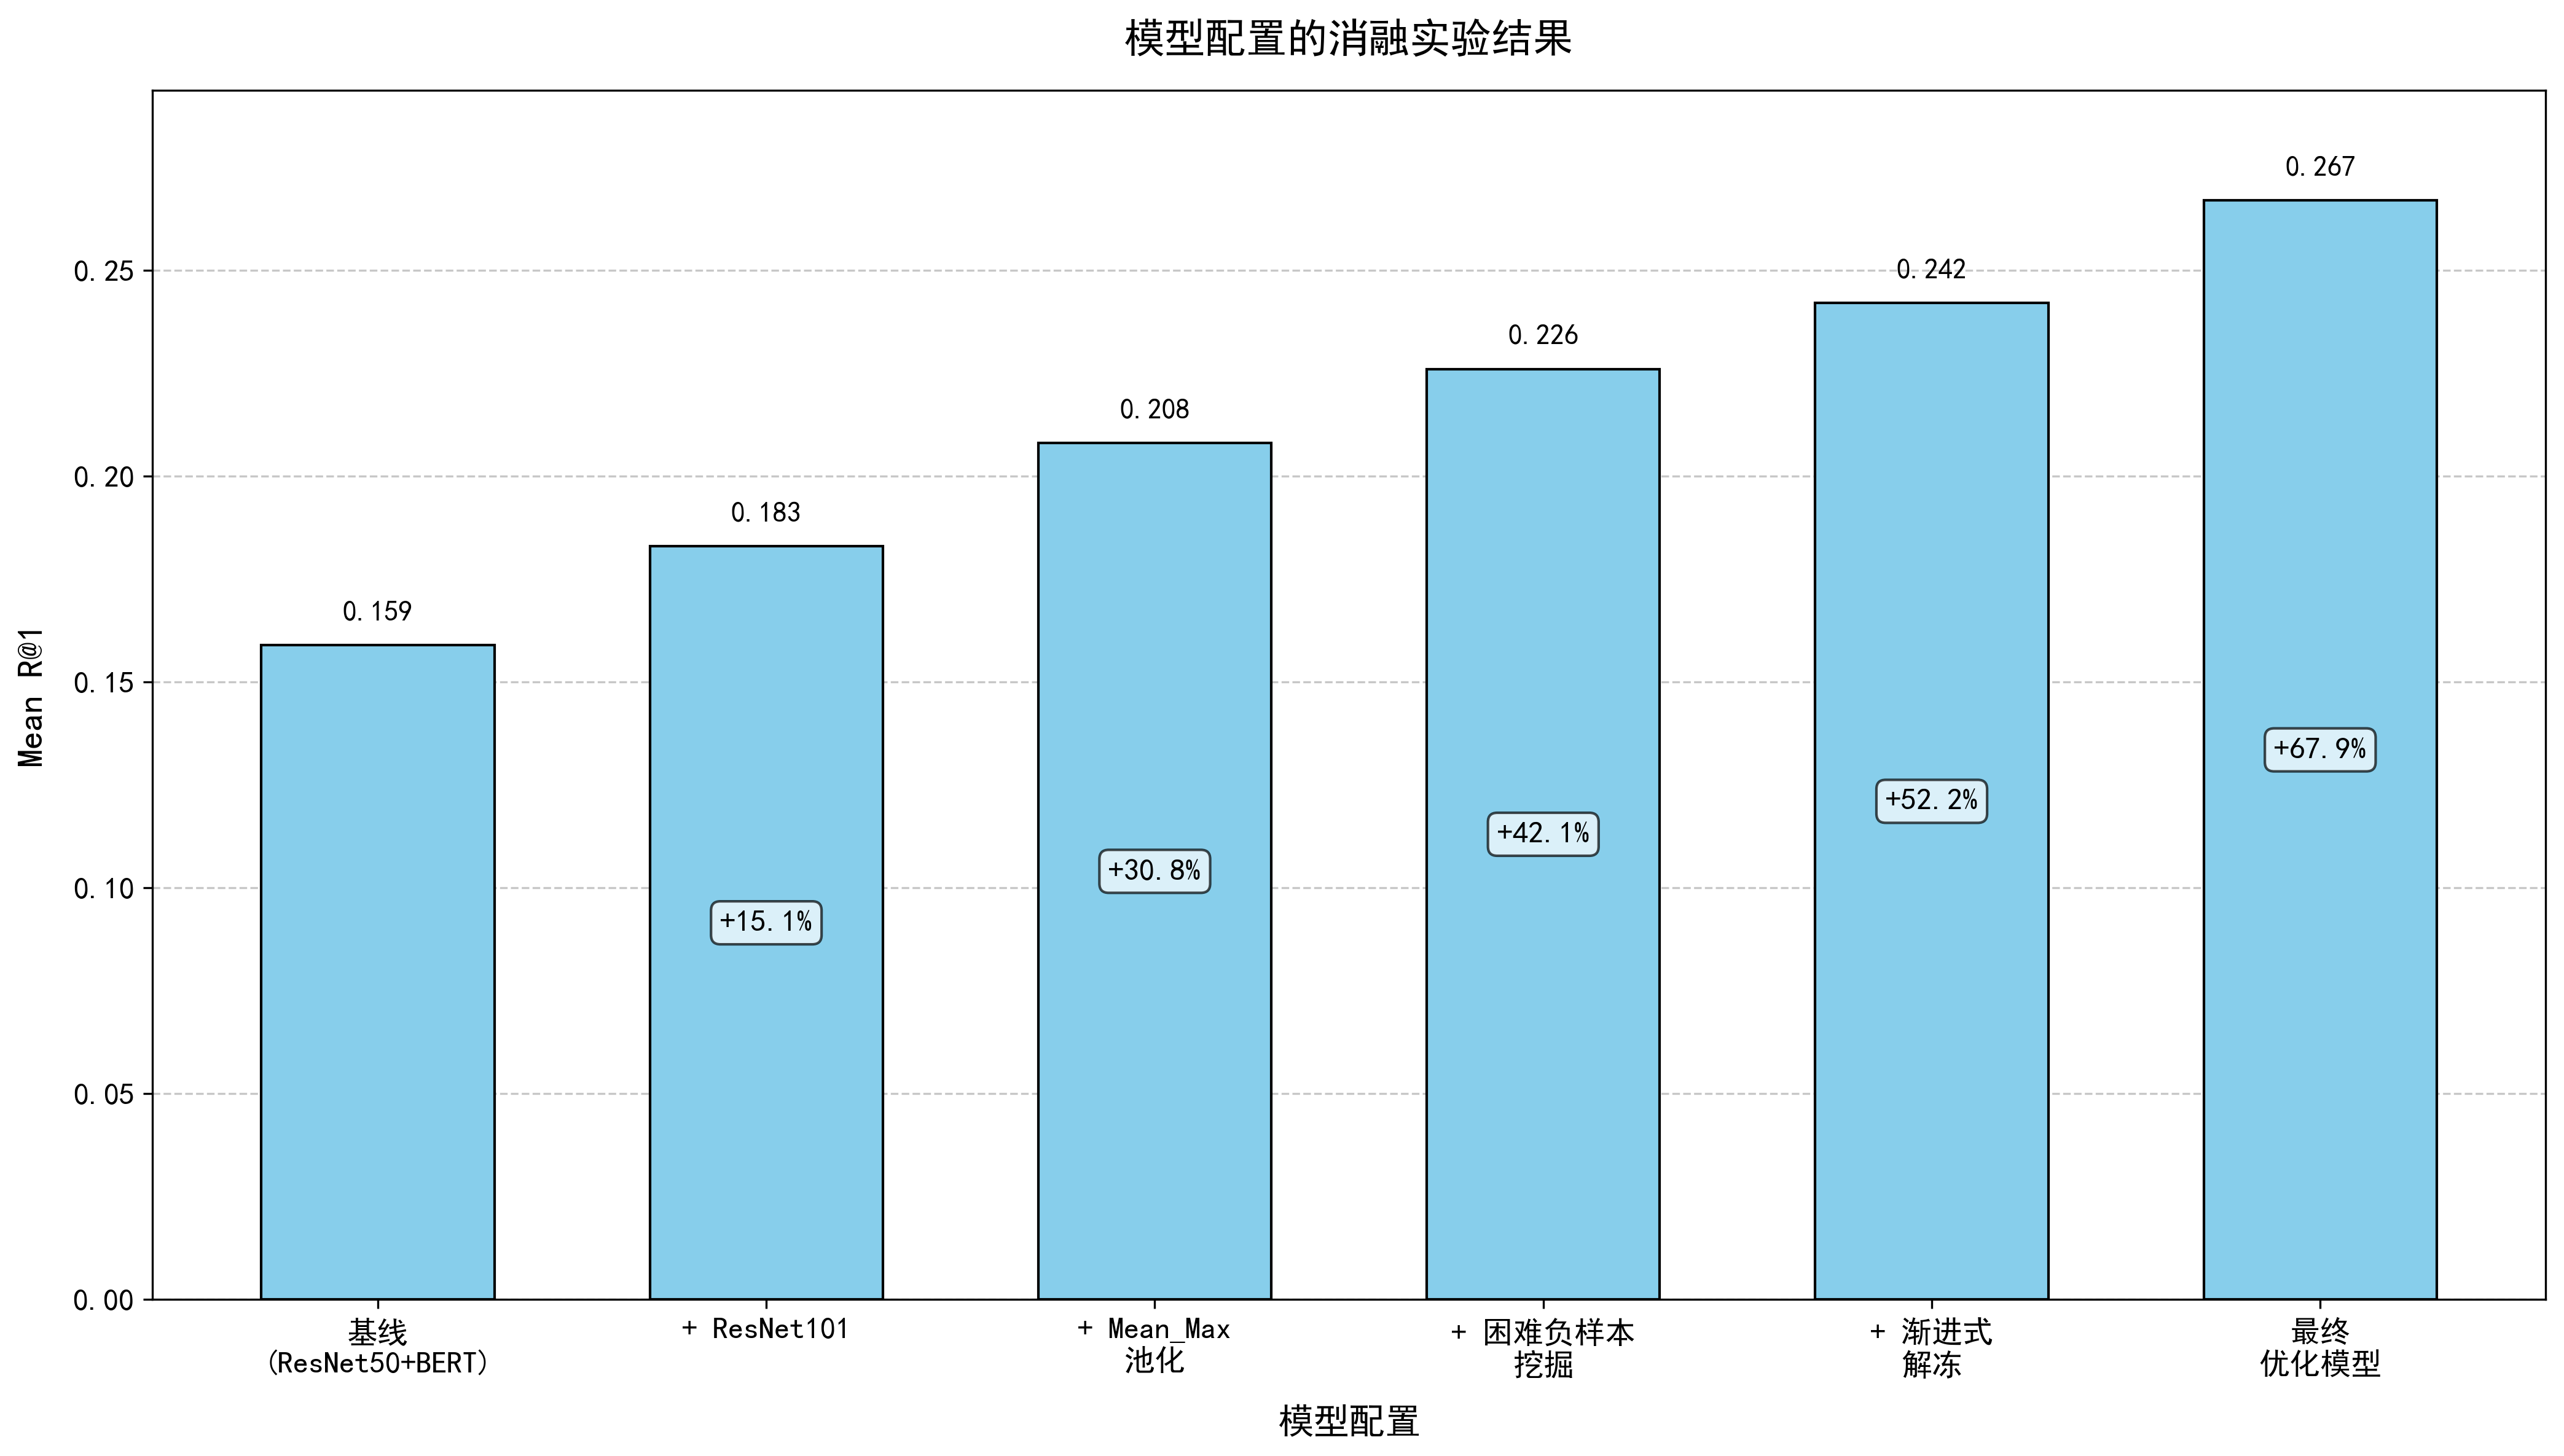 模型配置的消融实验结果
Mean R@1
0.25
0.20
0.15
0.10
0.05
0.00
0.159
0.183
0.208
0.226
0.242
0.267
+15.1%
+30.8%
+42.1%
+52.2%
+67.9%
基线
(ResNet50+BERT)
+ ResNet101
+ Mean_Max
池化
+ 困难负样本
挖掘
+ 渐进式
解冻
最终
优化模型
模型配置